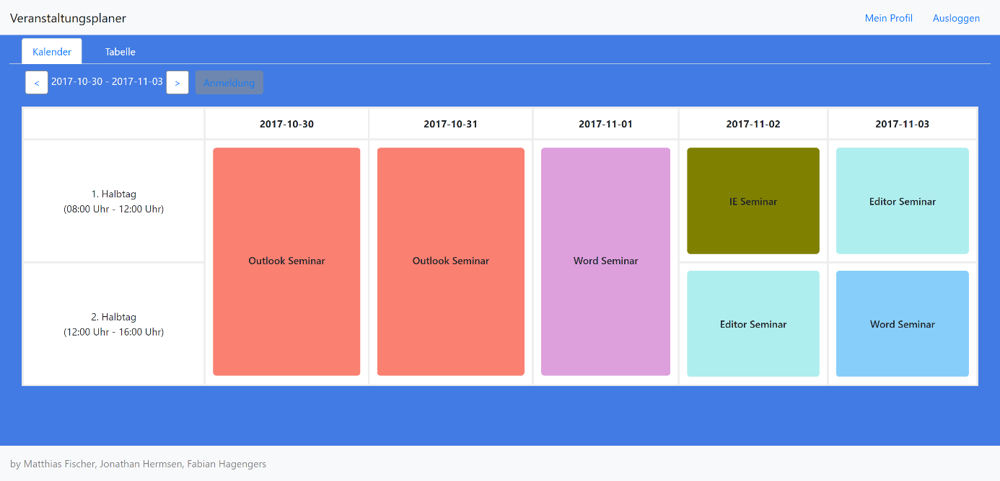 Veranstaltungsplaner
Mein Profil Ausloggen
Kalender Tabelle
< 2017-10-30 - 2017-11-03 > Anmeldung
2017-10-30 2017-10-31 2017-11-01 2017-11-02 2017-11-03
1. Halbtag
(08:00 Uhr - 12:00 Uhr)
IE Seminar Editor Seminar
Outlook Seminar Outlook Seminar Word Seminar
2. Halbtag
(12:00 Uhr - 16:00 Uhr)
Editor Seminar Word Seminar
by Matthias Fischer, Jonathan Hermsen, Fabian Hagengers